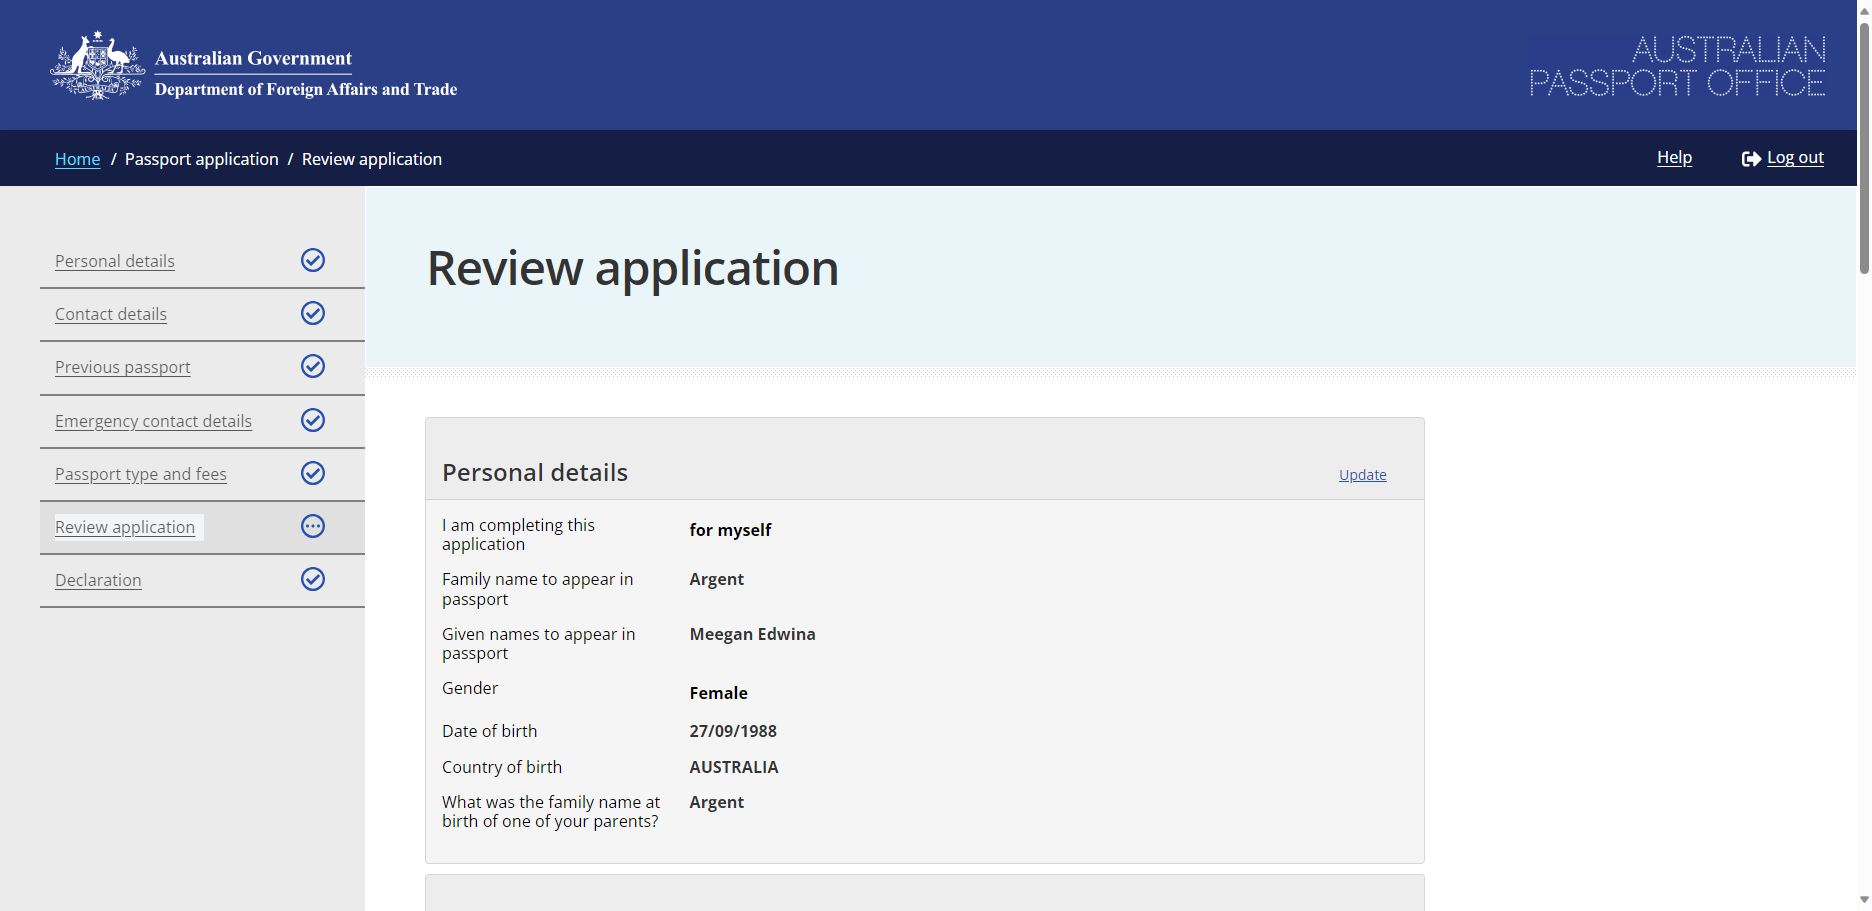 Australian Government
Department of Foreign Affairs and Trade
AUSTRALIAN
PASSPORT OFFICE
Home / Passport application / Review application
Help
Log out
Personal details
Contact details
Previous passport
Emergency contact details
Passport type and fees
Review application
Declaration
Review application
Personal details
Update
I am completing this
application
for myself
Family name to appear in
passport
Argent
Given names to appear in
passport
Meegan Edwina
Gender
Female
Date of birth
27/09/1988
Country of birth
AUSTRALIA
What was the family name at
birth of one of your parents?
Argent